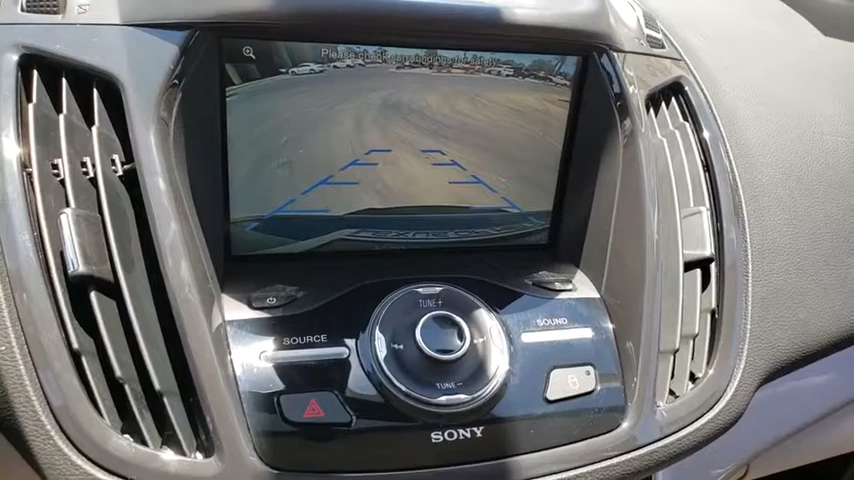 Please check surroundings for safety
TUNE+
SOURCE
SOUND
TUNE−
SONY